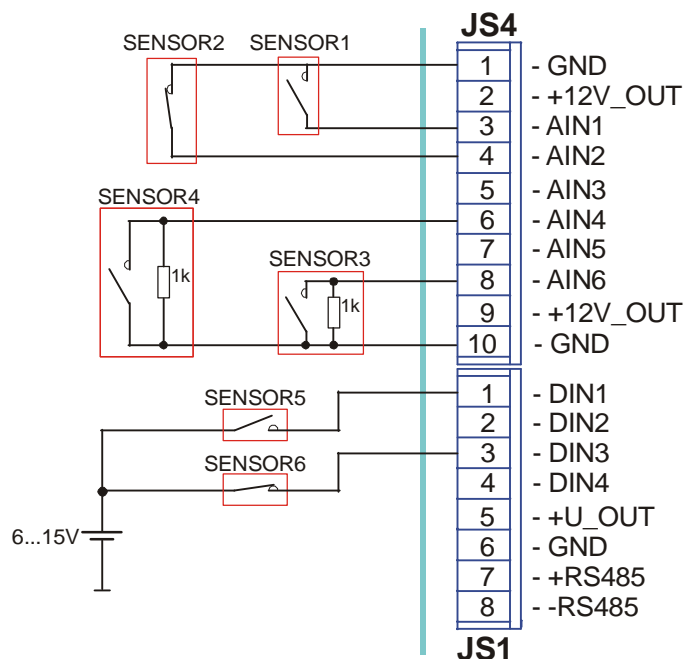 JS4
SENSOR2 SENSOR1
1 - GND
2 - +12V_OUT
3 - AIN1
4 - AIN2
5 - AIN3
SENSOR4
6 - AIN4
7 - AIN5
SENSOR3
1k
8 - AIN6
1k
9 - +12V_OUT
10 - GND
1 - DIN1
SENSOR5
2 - DIN2
3 - DIN3
SENSOR6
4 - DIN4
5 - +U_OUT
6...15V
6 - GND
7 - +RS485
8 - -RS485
JS1